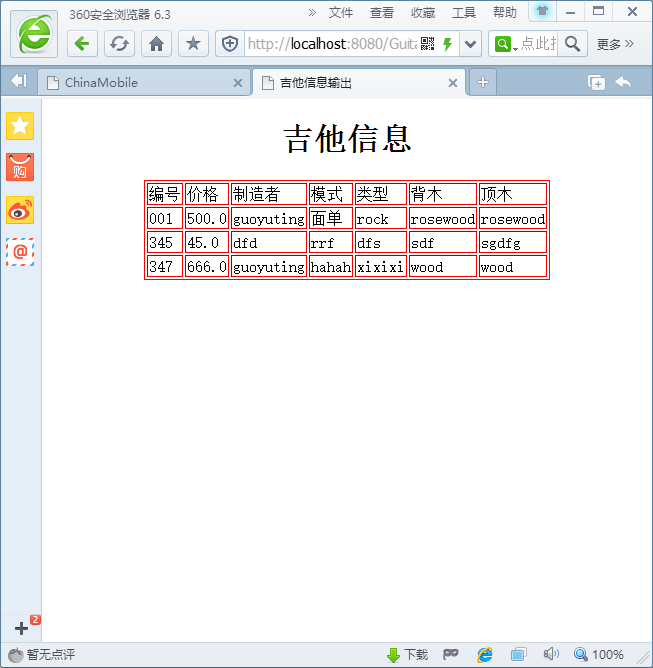 360安全浏览器 6.3
» 文件 查看 收藏 工具 帮助
http://localhost:8080/Guita 点此扌 更多 »
ChinaMobile 吉他信息输出
吉他信息
编号 价格 制造者 模式 类型 背木 顶木
001 500.0 guoyuting 面单 rock rosewood rosewood
345 45.0 dfd rrf dfs sdf sgdfg
347 666.0 guoyuting hahah xixixi wood wood
购
@
2
暂无点评 下载 100%